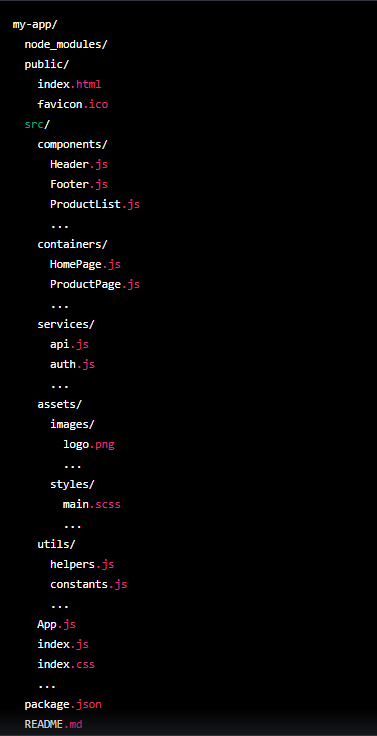 my-app/
  node_modules/
  public/
    index.html
    favicon.ico
  src/
    components/
      Header.js
      Footer.js
      ProductList.js
      ...
    containers/
      HomePage.js
      ProductPage.js
      ...
    services/
      api.js
      auth.js
      ...
    assets/
      images/
        logo.png
        ...
      styles/
        main.scss
        ...
    utils/
      helpers.js
      constants.js
      ...
    App.js
    index.js
    index.css
    ...
  package.json
  README.md